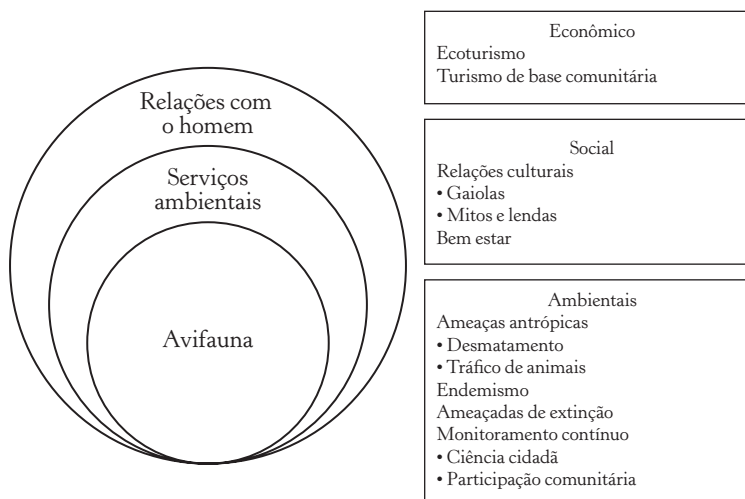 Relações com
o homem
Serviços
ambientais
Avifauna
Econômico
Ecoturismo
Turismo de base comunitária
Social
Relações culturais
• Gaiolas
• Mitos e lendas
Bem estar
Ambientais
Ameaças antrópicas
• Desmatamento
• Tráfico de animais
Endemismo
Ameaçadas de extinção
Monitoramento contínuo
• Ciência cidadã
• Participação comunitária